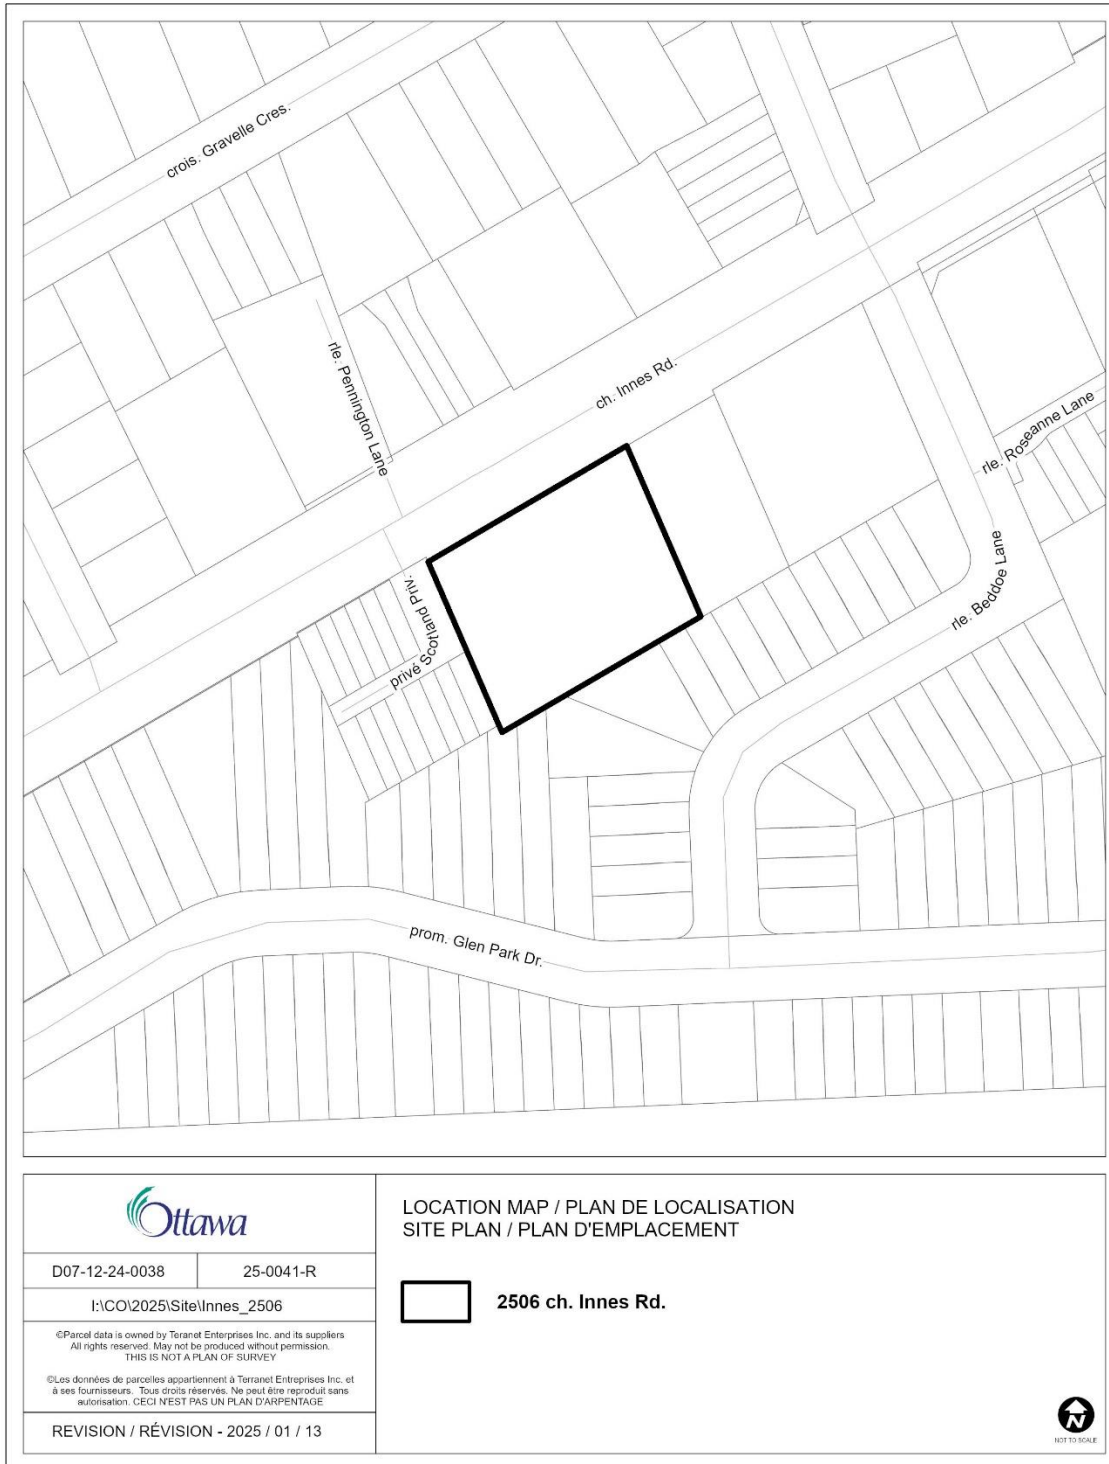 crois. Gravelle Cres.
rle. Pennington Lane
ch. Innes Rd.
rle. Roseanne Lane
privé Scotland Priv.
rle. Beddoe Lane
prom. Glen Park Dr.
Ottawa
D07-12-24-0038
25-0041-R
I:\CO\2025\Site\Innes_2506
©Parcel data is owned by Teranet Enterprises Inc. and its suppliers
All rights reserved. May not be produced without permission.
THIS IS NOT A PLAN OF SURVEY
©Les données de parcelles appartiennent à Terranet Entreprises Inc. et
à ses fournisseurs. Tous droits réservés. Ne peut être reproduit sans
autorisation. CECI N'EST PAS UN PLAN D'ARPENTAGE
REVISION / RÉVISION - 2025 / 01 / 13
LOCATION MAP / PLAN DE LOCALISATION
SITE PLAN / PLAN D'EMPLACEMENT
2506 ch. Innes Rd.
N
NOT TO SCALE